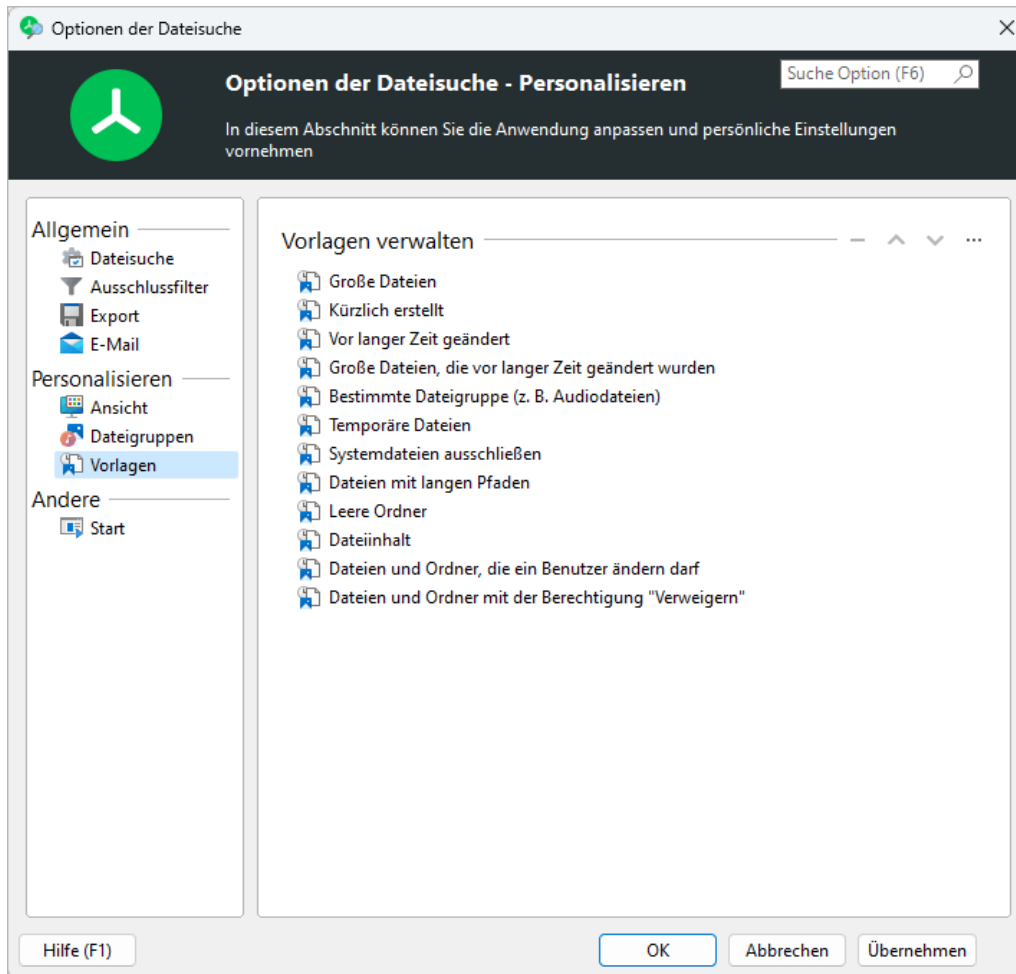 Optionen der Dateisuche
Optionen der Dateisuche - Personalisieren
Suche Option (F6)
In diesem Abschnitt können Sie die Anwendung anpassen und persönliche Einstellungen
vornehmen
Allgemein
Dateisuche
Ausschlussfilter
Export
E-Mail
Personalisieren
Ansicht
Dateigruppen
Vorlagen
Andere
Start
Vorlagen verwalten
Große Dateien
Kürzlich erstellt
Vor langer Zeit geändert
Große Dateien, die vor langer Zeit geändert wurden
Bestimmte Dateigruppe (z. B. Audiodateien)
Temporäre Dateien
Systemdateien ausschließen
Dateien mit langen Pfaden
Leere Ordner
Dateiinhalt
Dateien und Ordner, die ein Benutzer ändern darf
Dateien und Ordner mit der Berechtigung "Verweigern"
Hilfe (F1)
OK
Abbrechen
Übernehmen